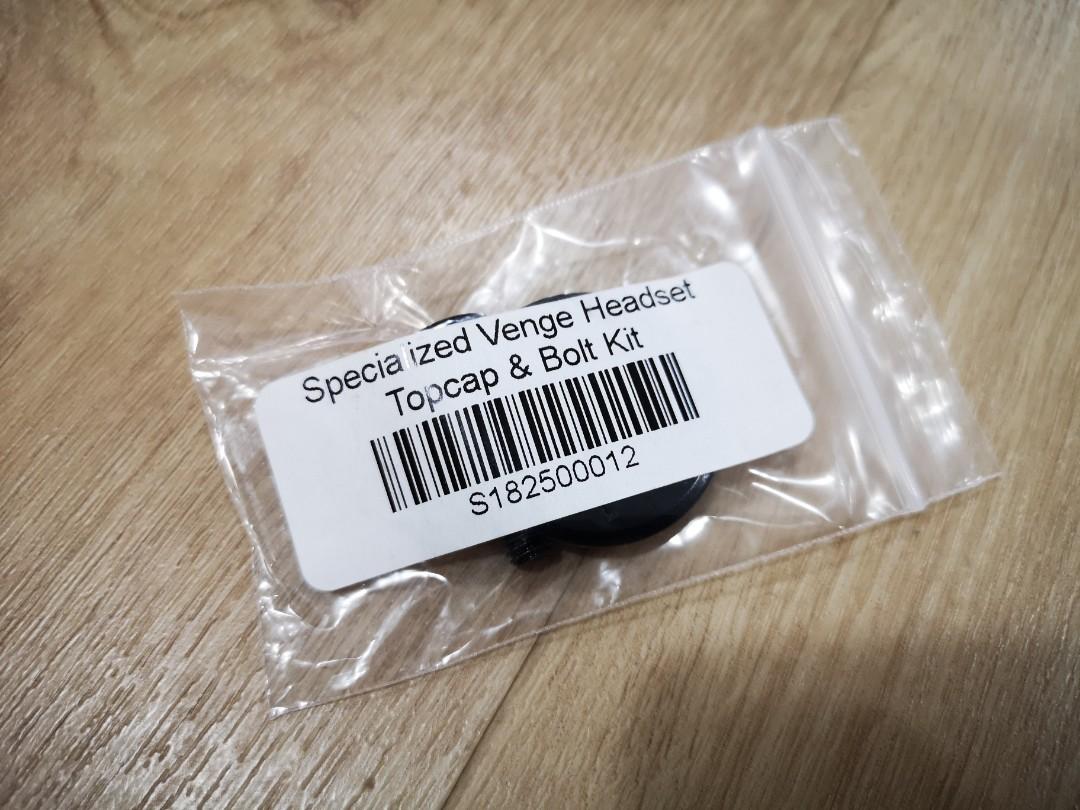 Specialized Venge Headset
Topcap & Bolt Kit
S182500012